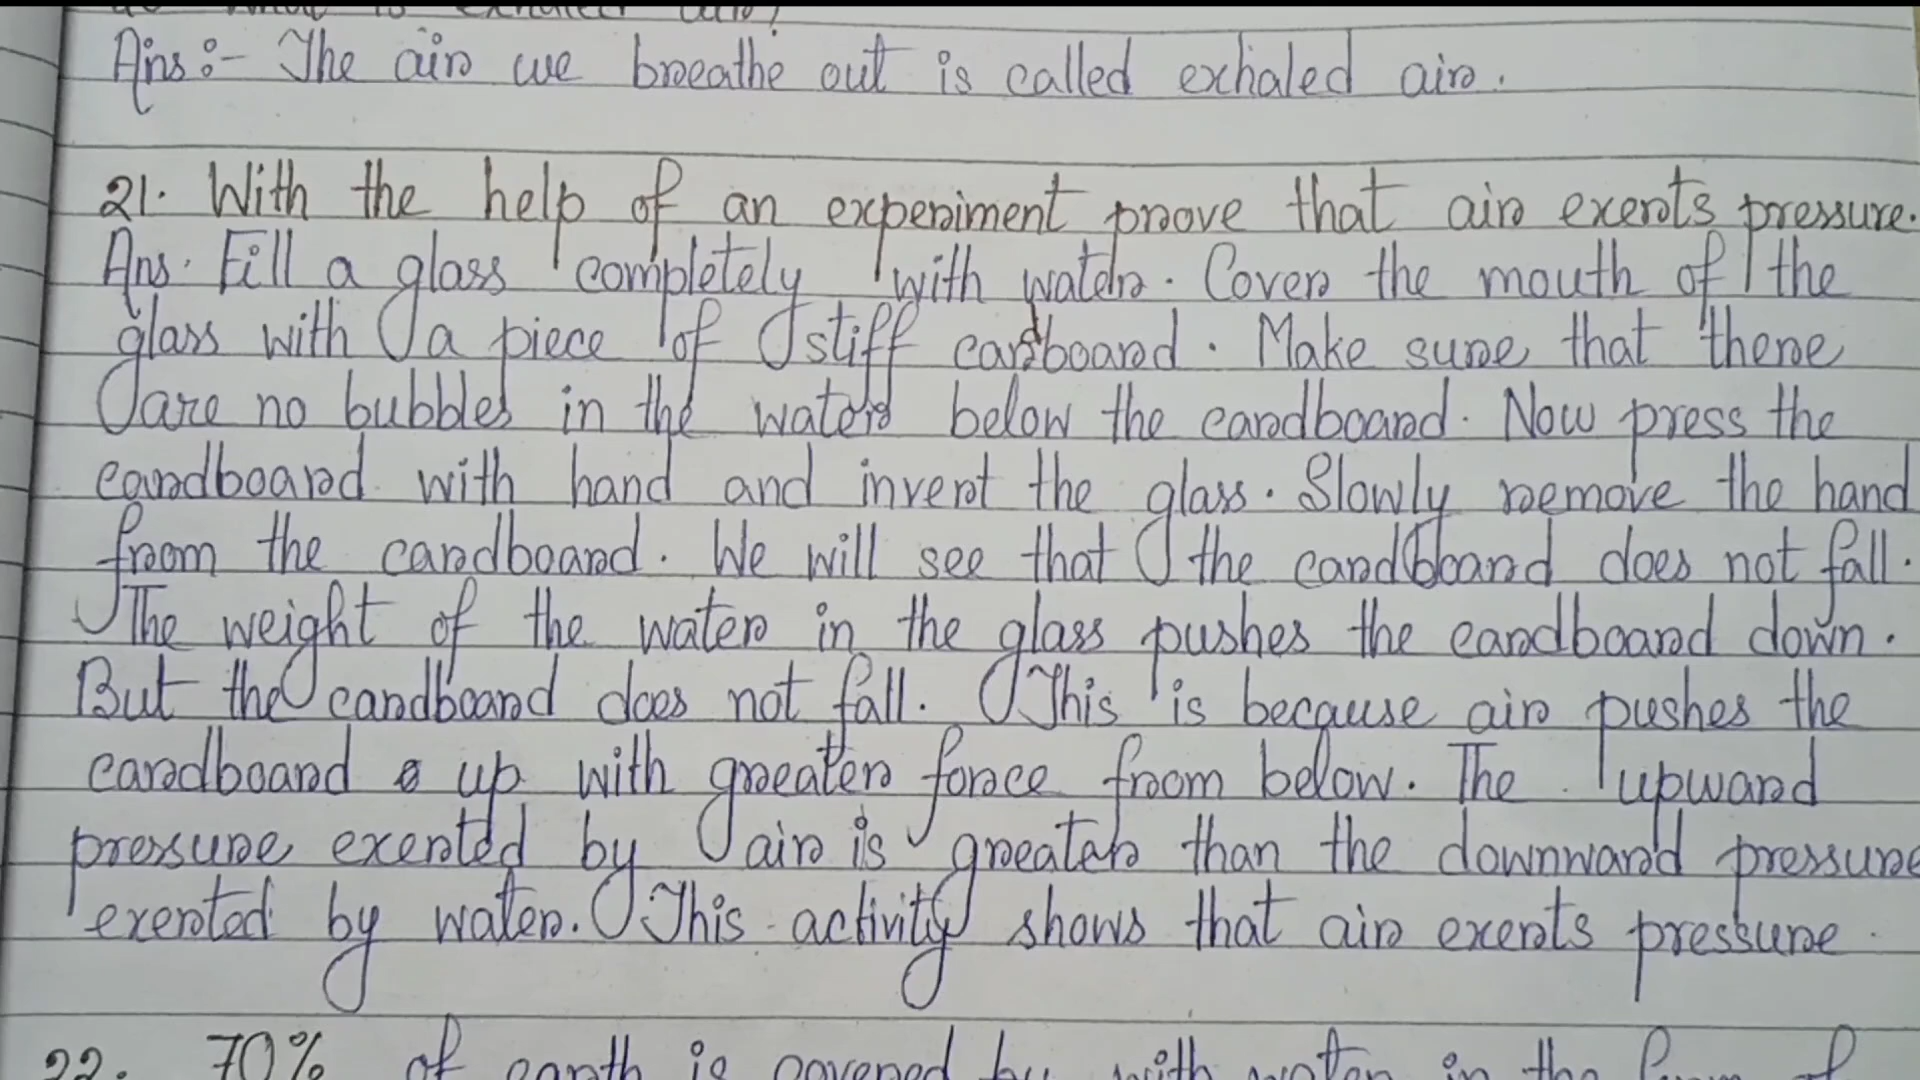 is exhaled air?
Ans:- The air we breathe out is called exhaled air.
21. With the help of an experiment prove that air exerts pressure.
Ans. Fill a glass completely with water. Cover the mouth of the
glass with a piece of stiff cardboard. Make sure that there
are no bubbles in the water below the cardboard. Now press the
cardboard with hand and invert the glass. Slowly remove the hand
from the cardboard. We will see that the cardboard does not fall.
The weight of the water in the glass pushes the cardboard down.
But the cardboard does not fall. This is because air pushes the
cardboard up with greater force from below. The upward
pressure exerted by air is greater than the downward pressure
exerted by water. This activity shows that air exerts pressure.
22. 70% of earth is covered by with water in the form of